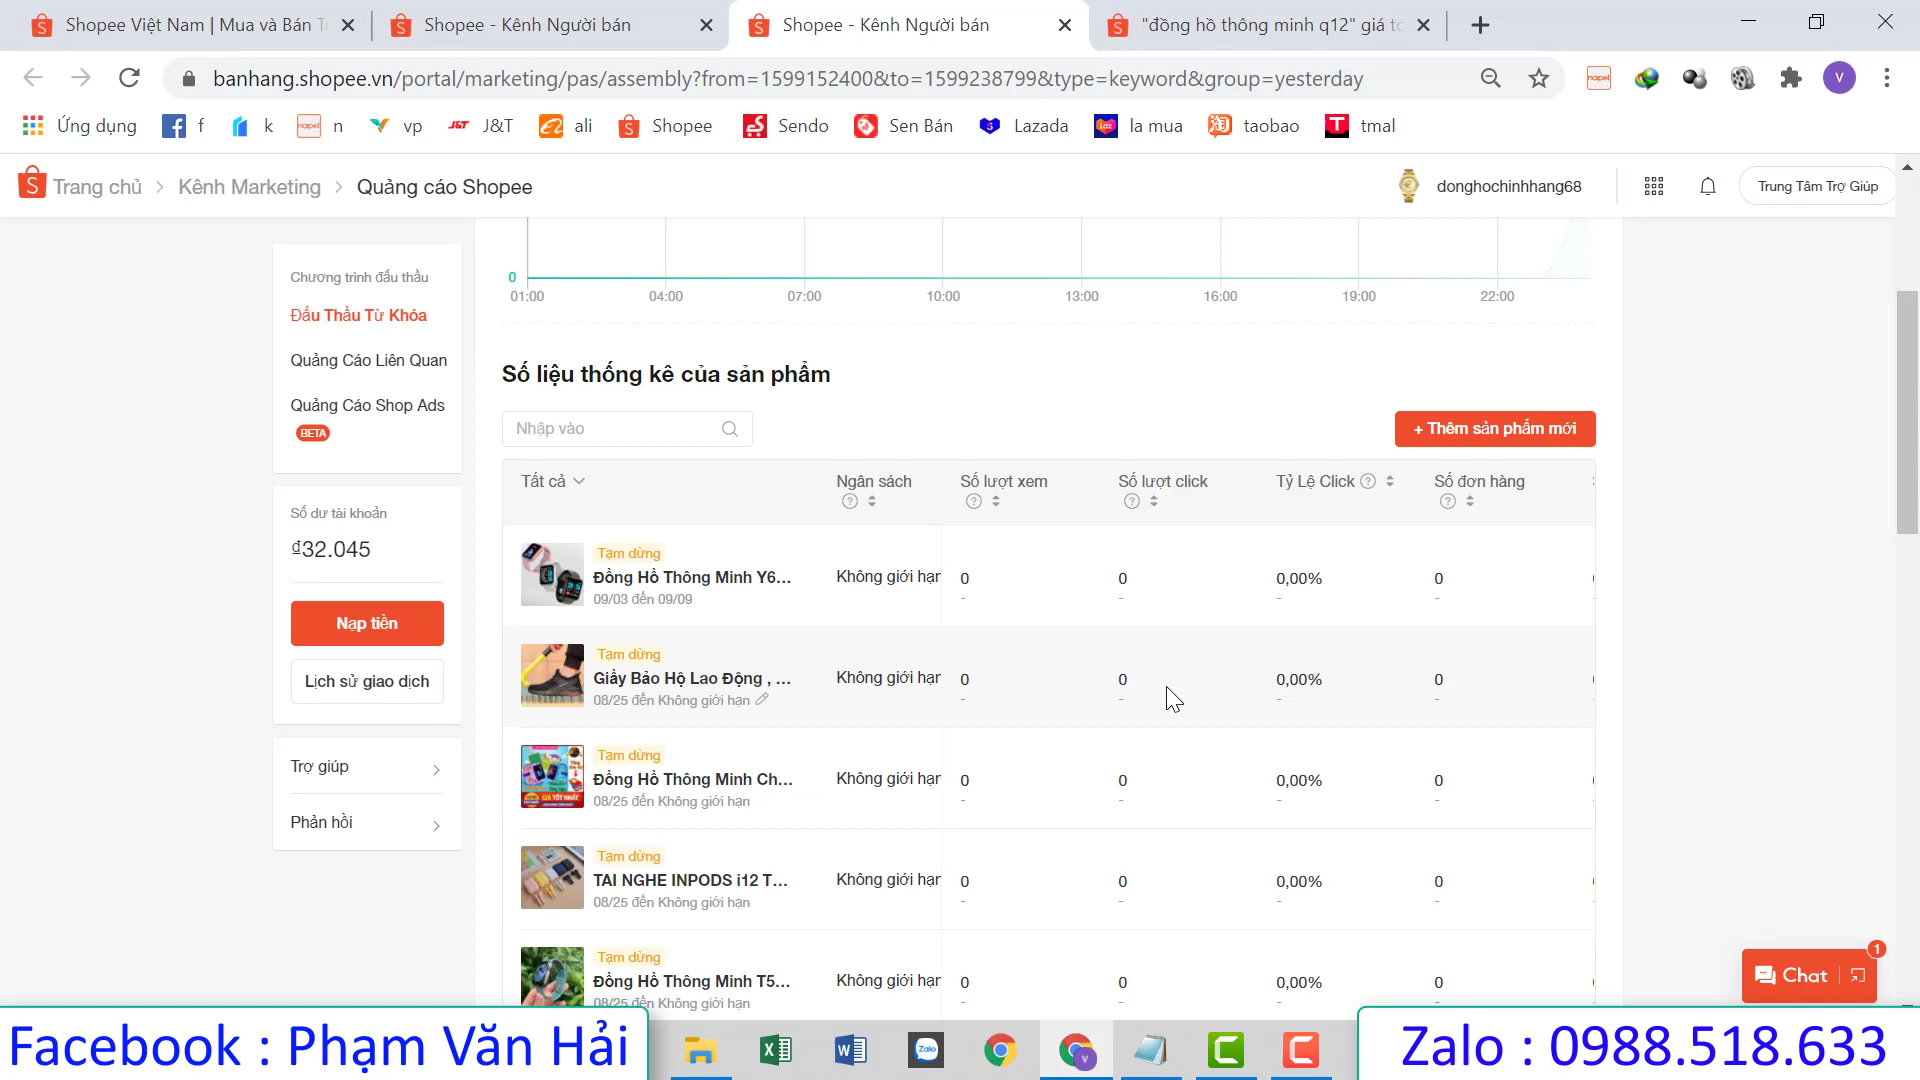 Shopee Việt Nam | Mua và Bán T
Shopee - Kênh Người bán
Shopee - Kênh Người bán
"đồng hồ thông minh q12" giá tố
banhang.shopee.vn/portal/marketing/pas/assembly?from=1599152400&to=1599238799&type=keyword&group=yesterday
V
Ứng dụng
f
k
n
vp
J&T
ali
Shopee
Sendo
Sen Bán
Lazada
la mua
taobao
tmal
Trang chủ > Kênh Marketing > Quảng cáo Shopee
donghochinhhang68
Trung Tâm Trợ Giúp
Chương trình đấu thầu
Đấu Thầu Từ Khóa
Quảng Cáo Liên Quan
Quảng Cáo Shop Ads
BETA
Số dư tài khoản
₫32.045
Nạp tiền
Lịch sử giao dịch
Trợ giúp
Phản hồi
0
01:00 04:00 07:00 10:00 13:00 16:00 19:00 22:00
Số liệu thống kê của sản phẩm
Nhập vào
+ Thêm sản phẩm mới
Tất cả Ngân sách Số lượt xem Số lượt click Tỷ Lệ Click Số đơn hàng
Tạm dừng
Đồng Hồ Thông Minh Y6... Không giới hạn 0 0 0,00% 0
09/03 đến 09/09 - - - -
Tạm dừng
Giầy Bảo Hộ Lao Động , ... Không giới hạn 0 0 0,00% 0
08/25 đến Không giới hạn - - - -
Tạm dừng
Đồng Hồ Thông Minh Ch... Không giới hạn 0 0 0,00% 0
08/25 đến Không giới hạn - - - -
Tạm dừng
TAI NGHE INPODS i12 T... Không giới hạn 0 0 0,00% 0
08/25 đến Không giới hạn - - - -
Tạm dừng
Đồng Hồ Thông Minh T5... Không giới hạn 0 0 0,00% 0
08/25 đến Không giới hạn - - - -
Chat
1
Facebook : Phạm Văn Hải
Zalo
V
Zalo : 0988.518.633